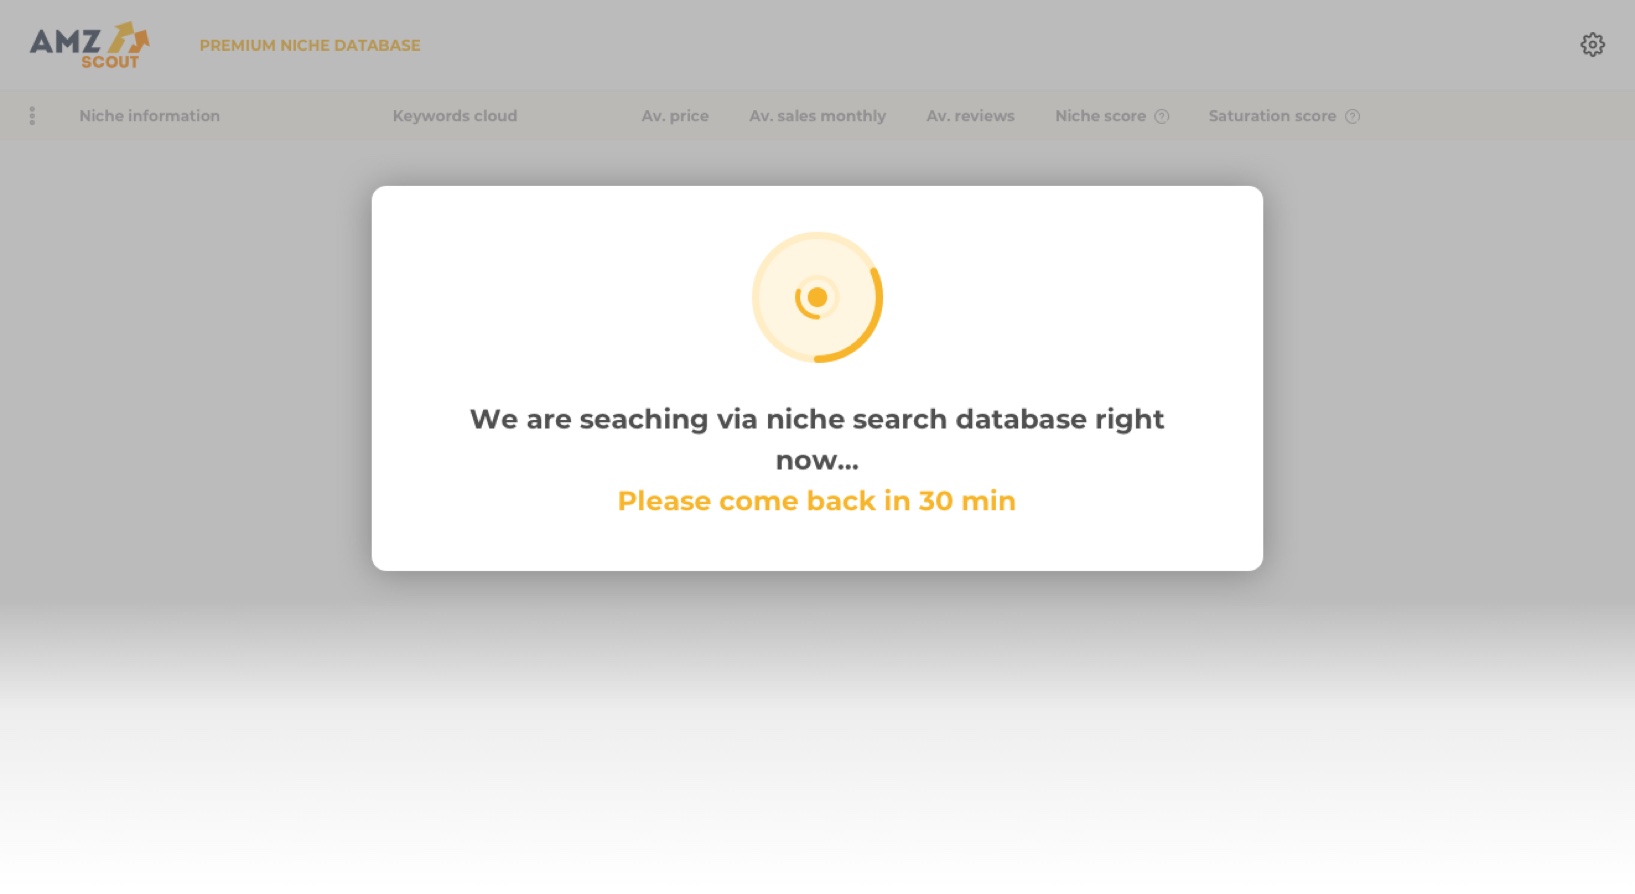 AMZ
SCOUT
PREMIUM NICHE DATABASE
Niche information
Keywords cloud
Av. price
Av. sales monthly
Av. reviews
Niche score ?
Saturation score ?
We are seaching via niche search database right
now...
Please come back in 30 min